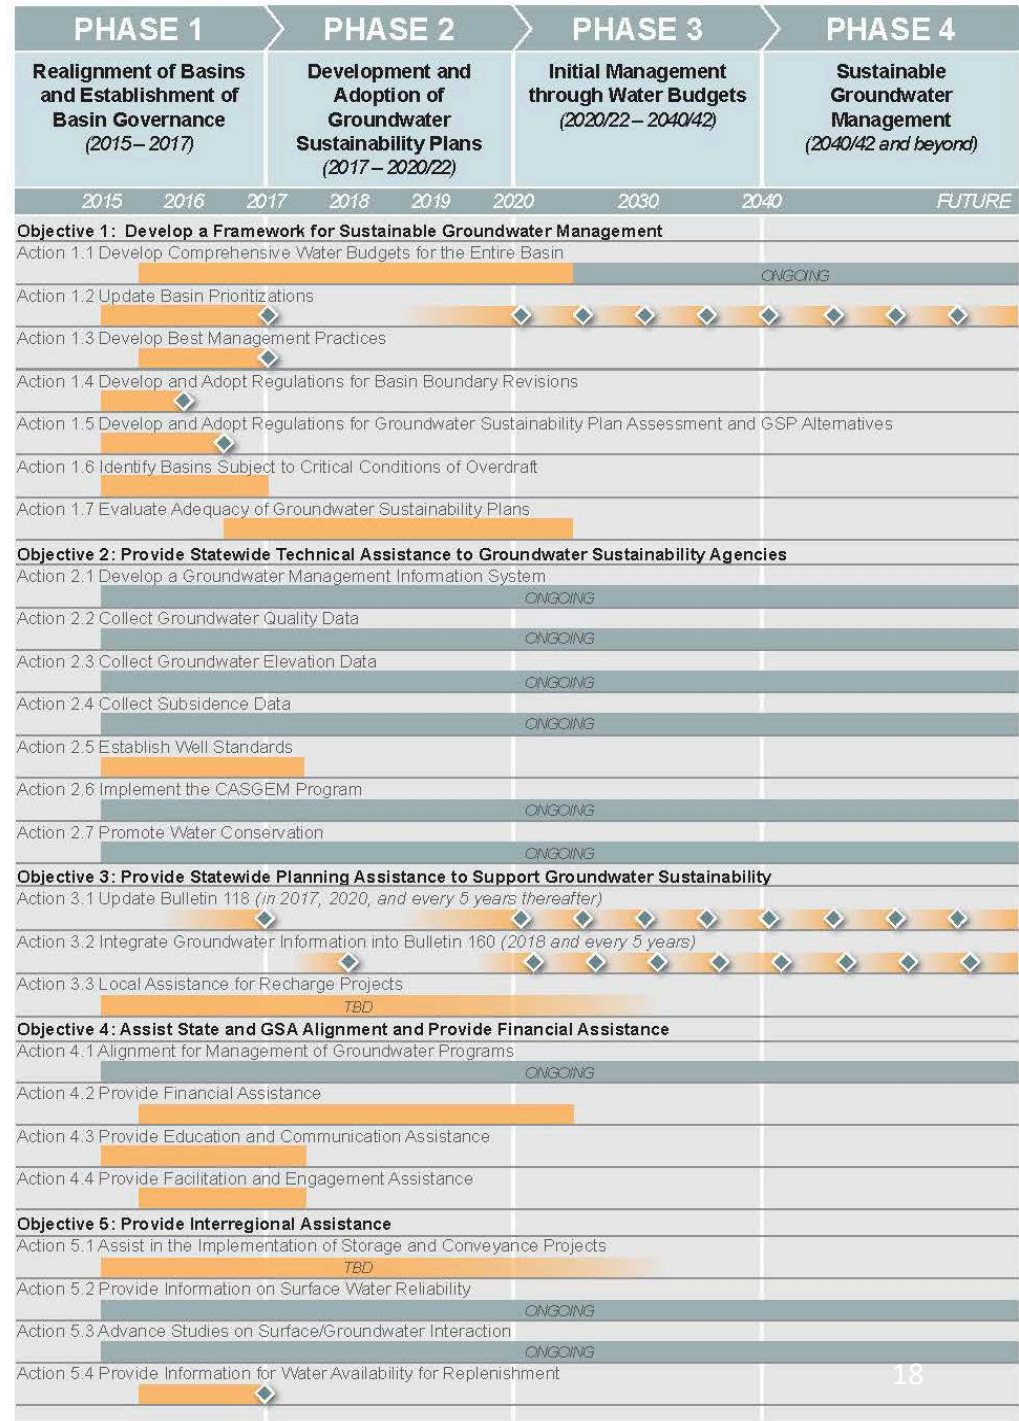 PHASE 1 PHASE 2 PHASE 3 PHASE 4
Realignment of Basins
and Establishment of
Basin Governance
(2015 – 2017)
Development and
Adoption of
Groundwater
Sustainability Plans
(2017 – 2020/22)
Initial Management
through Water Budgets
(2020/22 – 2040/42)
Sustainable
Groundwater
Management
(2040/42 and beyond)
2015 2016 2017 2018 2019 2020 2030 2040 FUTURE
Objective 1: Develop a Framework for Sustainable Groundwater Management
Action 1.1 Develop Comprehensive Water Budgets for the Entire Basin
ONGOING
Action 1.2 Update Basin Prioritizations
Action 1.3 Develop Best Management Practices
Action 1.4 Develop and Adopt Regulations for Basin Boundary Revisions
Action 1.5 Develop and Adopt Regulations for Groundwater Sustainability Plan Assessment and GSP Alternatives
Action 1.6 Identify Basins Subject to Critical Conditions of Overdraft
Action 1.7 Evaluate Adequacy of Groundwater Sustainability Plans
Objective 2: Provide Statewide Technical Assistance to Groundwater Sustainability Agencies
Action 2.1 Develop a Groundwater Management Information System
ONGOING
Action 2.2 Collect Groundwater Quality Data
ONGOING
Action 2.3 Collect Groundwater Elevation Data
ONGOING
Action 2.4 Collect Subsidence Data
ONGOING
Action 2.5 Establish Well Standards
Action 2.6 Implement the CASGEM Program
ONGOING
Action 2.7 Promote Water Conservation
ONGOING
Objective 3: Provide Statewide Planning Assistance to Support Groundwater Sustainability
Action 3.1 Update Bulletin 118 (in 2017, 2020, and every 5 years thereafter)
Action 3.2 Integrate Groundwater Information into Bulletin 160 (2018 and every 5 years)
Action 3.3 Local Assistance for Recharge Projects
TBD
Objective 4: Assist State and GSA Alignment and Provide Financial Assistance
Action 4.1 Alignment for Management of Groundwater Programs
ONGOING
Action 4.2 Provide Financial Assistance
Action 4.3 Provide Education and Communication Assistance
Action 4.4 Provide Facilitation and Engagement Assistance
Objective 5: Provide Interregional Assistance
Action 5.1 Assist in the Implementation of Storage and Conveyance Projects
TBD
Action 5.2 Provide Information on Surface Water Reliability
ONGOING
Action 5.3 Advance Studies on Surface/Groundwater Interaction
ONGOING
Action 5.4 Provide Information for Water Availability for Replenishment
18